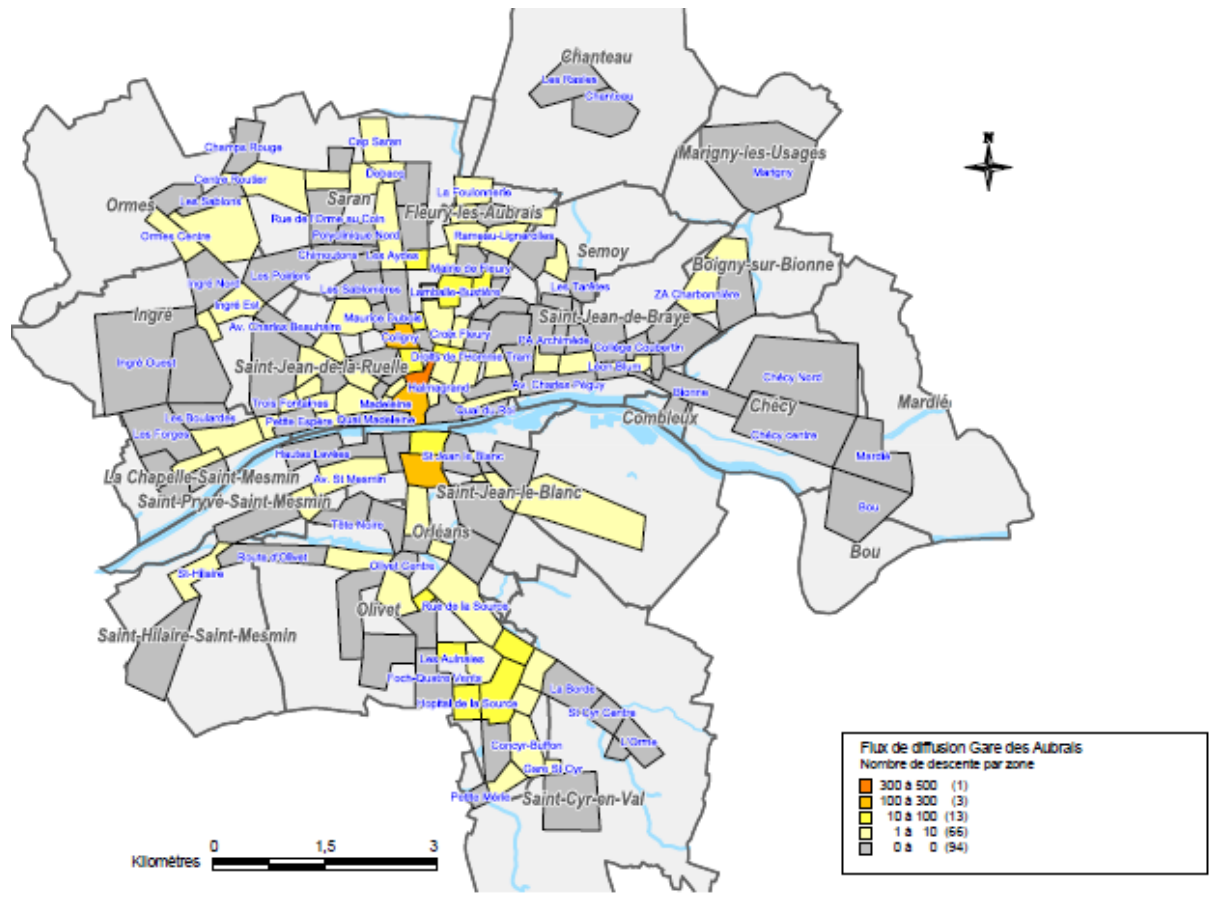 Chanteau
Les Rasles
Chanteau
Champs Rouge
Cap Saran
Marigny-les-Usages
Marigny
Centre Routier
Debacq
La Foulonnerie
Ormes
Les Sablons
Saran
Rue de l'Orme au Coin
Fleury-les-Aubrais
Ormes Centre
Polyclinique Nord
Rameau-Lignerolles
Semoy
Chimoutons
Les Aydes
Mairie de Fleury
Boigny-sur-Bionne
Ingré Nord
Les Poiriers
Les Sablonières
Lamballe-Bustière
Les Tarêtes
ZA Charbonnière
Ingré
Ingré Est
Maurice Dubois
Saint-Jean-de-Braye
Av. Charles Beauhaire
Coligny
Croix Fleury
PA Archimède
Collège Coubertin
Ingré Ouest
Saint-Jean-de-la-Ruelle
Droits de l'Homme Tram
Léon Blum
Chécy Nord
Halmagrand
Av. Charles-Péguy
Bionne
Trois Fontaines
Madeleine
Quai du Roi
Combleux
Chécy
Mardié
Les Boulardes
Petite Espère
Quai Madeleine
Les Forges
Chécy centre
Hautes Levées
St Jean le Blanc
Mardié
La Chapelle-Saint-Mesmin
Av. St Mesmin
Saint-Jean-le-Blanc
Saint-Pryvé-Saint-Mesmin
Bou
Tête Noire
Orléans
Bou
Route d'Olivet
Olivet Centre
St-Hilaire
Olivet
Rue de la Source
Saint-Hilaire-Saint-Mesmin
Les Aulnaies
Foch-Quatre Vents
La Borde
Hopital de la Source
St Cyr Centre
L'Orme
Concyr-Buffon
Gare St Cyr
Petite Mérie
Saint-Cyr-en-Val
N
Kilomètres
0 1,5 3
Flux de diffusion Gare des Aubrais
Nombre de descente par zone
300 à 500 (1)
100 à 300 (3)
10 à 100 (13)
1 à 10 (66)
0 à 0 (94)